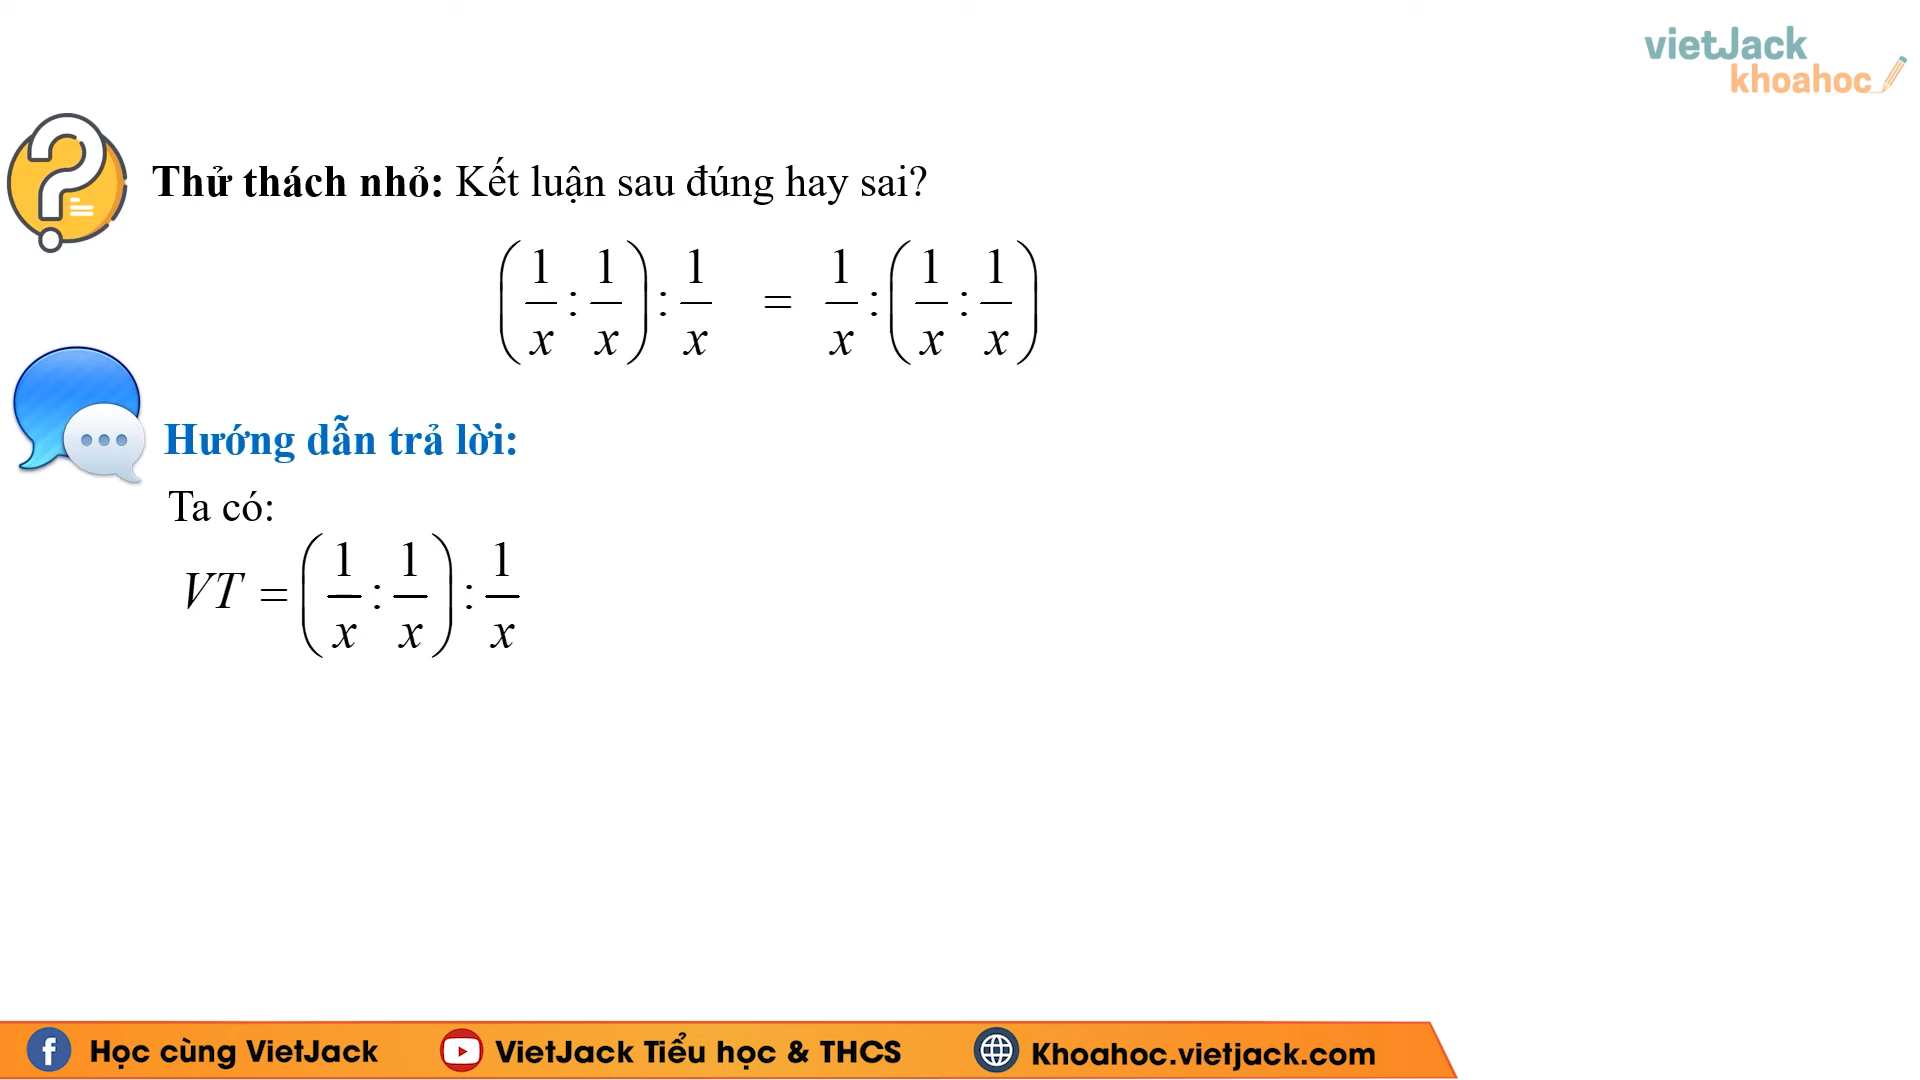 vietJack
khoahoc
Thử thách nhỏ: Kết luận sau đúng hay sai?
(1/x : 1/x) : 1/x = 1/x : (1/x : 1/x)
Hướng dẫn trả lời:
Ta có:
VT = (1/x : 1/x) : 1/x
Học cùng VietJack
VietJack Tiểu học & THCS
Khoahoc.vietjack.com